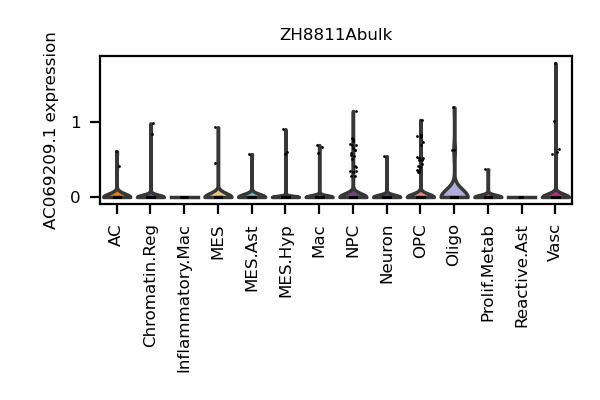 ZH8811Abulk
AC069209.1 expression
1
0
AC
Chromatin.Reg
Inflammatory.Mac
MES
MES.Ast
MES.Hyp
Mac
NPC
Neuron
OPC
Oligo
Prolif.Metab
Reactive.Ast
Vasc